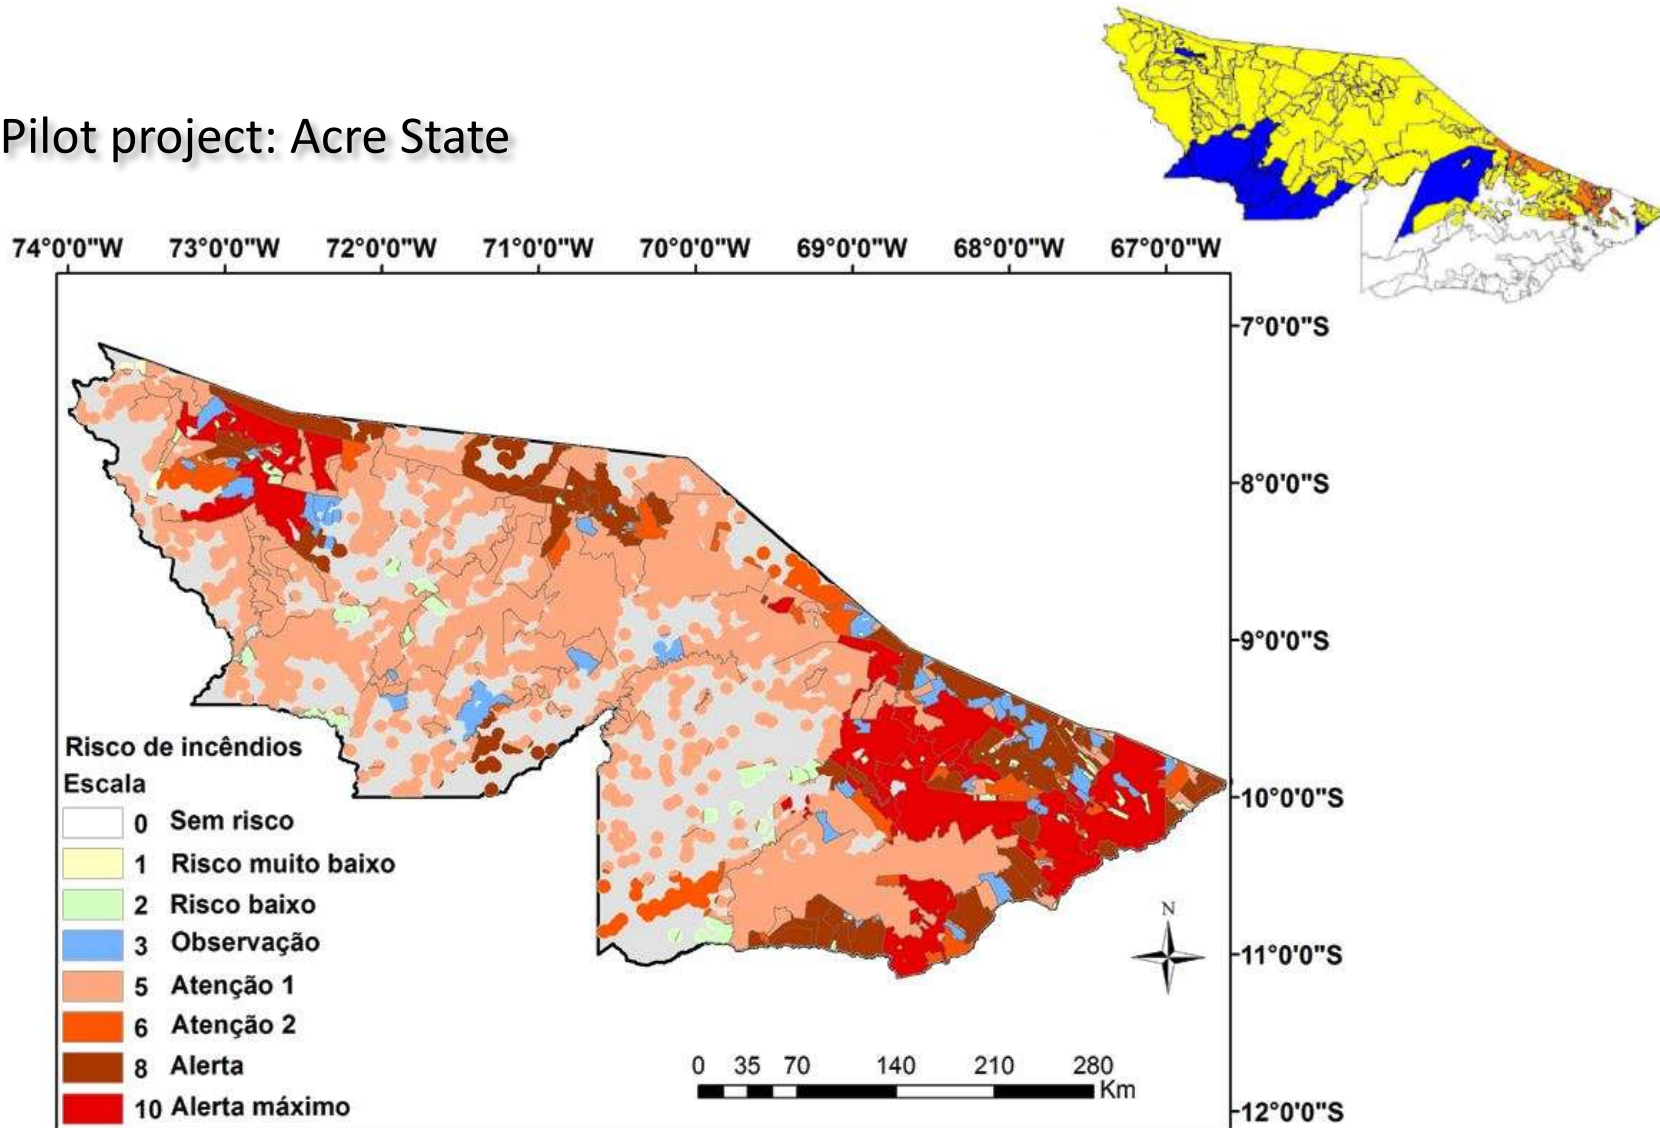 Pilot project: Acre State
74°0'0"W 73°0'0"W 72°0'0"W 71°0'0"W 70°0'0"W 69°0'0"W 68°0'0"W 67°0'0"W
7°0'0"S
8°0'0"S
9°0'0"S
10°0'0"S
11°0'0"S
12°0'0"S
Risco de incêndios
Escala
0 Sem risco
1 Risco muito baixo
2 Risco baixo
3 Observação
5 Atenção 1
6 Atenção 2
8 Alerta
10 Alerta máximo
N
0 35 70 140 210 280
Km